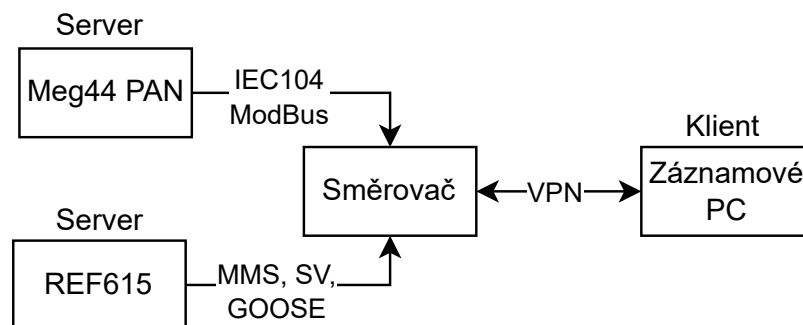 Server
Meg44 PAN
IEC104
ModBus
Klient
Směrovač
VPN
Záznamové
PC
Server
REF615
MMS, SV,
GOOSE